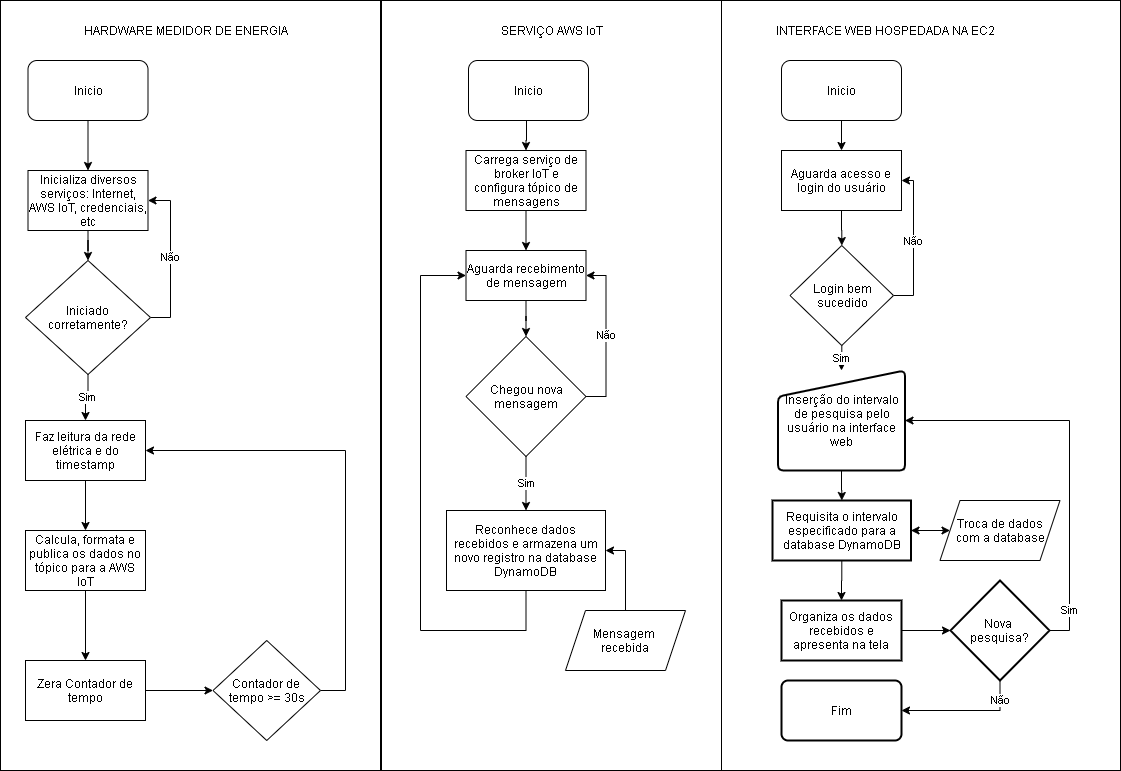 HARDWARE MEDIDOR DE ENERGIA
Inicio
Inicializa diversos
serviços: Internet,
AWS IoT, credenciais,
etc
Não
Iniciado
corretamente?
Sim
Faz leitura da rede
elétrica e do
timestamp
Calcula, formata e
publica os dados no
tópico para a AWS
IoT
Zera Contador de
tempo
Contador de
tempo >= 30s
SERVIÇO AWS IoT
Inicio
Carrega serviço de
broker IoT e
configura tópico de
mensagens
Aguarda recebimento
de mensagem
Não
Chegou nova
mensagem
Sim
Reconhece dados
recebidos e armazena um
novo registro na database
DynamoDB
Mensagem
recebida
INTERFACE WEB HOSPEDADA NA EC2
Inicio
Aguarda acesso e
login do usuário
Não
Login bem
sucedido
Sim
Inserção do intervalo
de pesquisa pelo
usuário na interface
web
Requisita o intervalo
especificado para a
database DynamoDB
Troca de dados
com a database
Organiza os dados
recebidos e
apresenta na tela
Nova
pesquisa?
Sim
Não
Fim